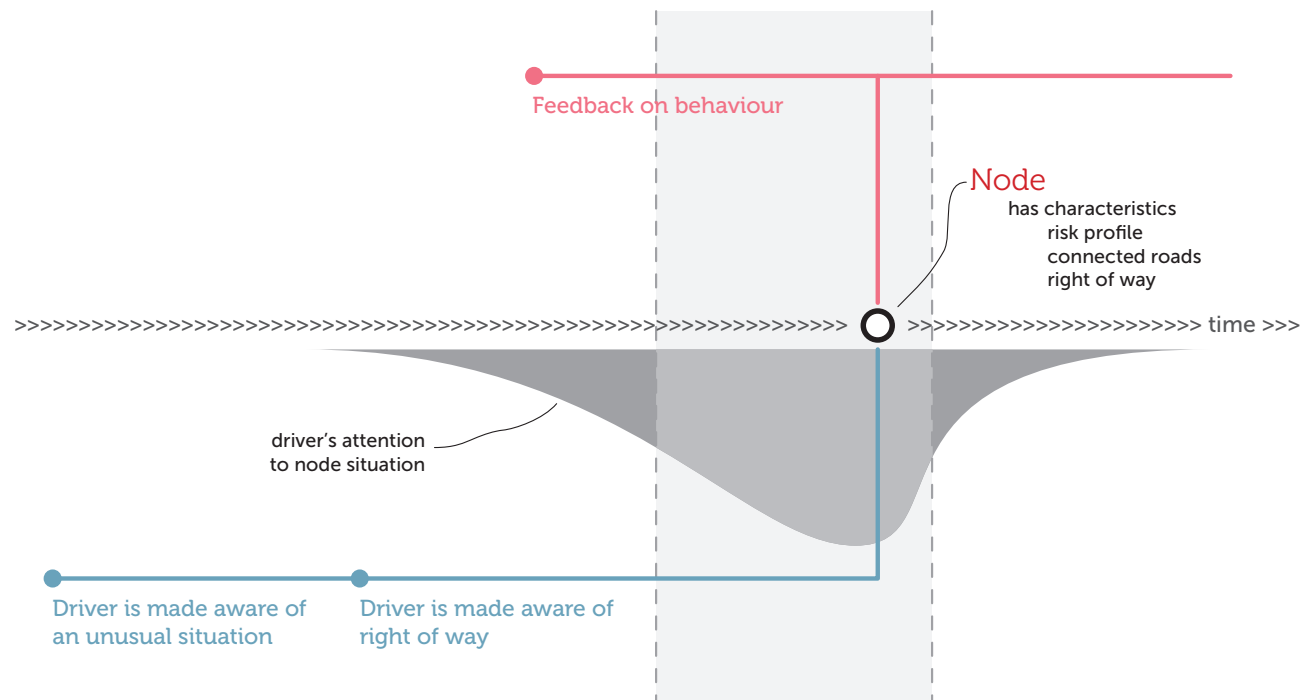 Feedback on behaviour
Node
has characteristics
risk profile
connected roads
right of way
>>>>>>>>>>>>>>>>>>>>>>>>>>>>>>>>>>>>>>>>>>>>>>>>>>>>>>>>>>>>>>>>> >>>>>>>>>>>>>>>>>>>>>>> time >>>
driver's attention
to node situation
Driver is made aware of
an unusual situation
Driver is made aware of
right of way